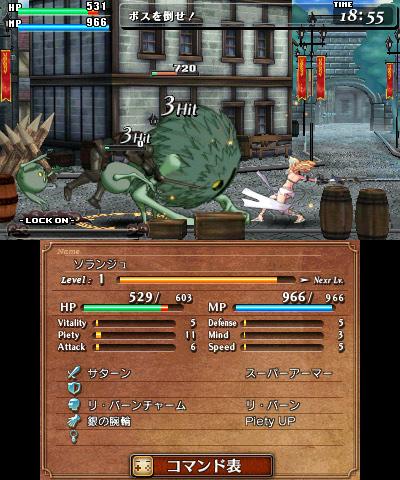 HP 531
MP 966
ボスを倒せ!
TIME 18:55
720
3Hit
3Hit
- LOCK ON -
Name
ソランジュ
Level: 1 Next Lv.
HP 529/ 603
MP 966/ 966
Vitality 5
Piety 11
Attack 6
Defense 5
Mind 3
Speed 5
サターン スーパーアーマー
リ・バーンチャーム リ・バーン
銀の腕輪 Piety UP
コマンド表